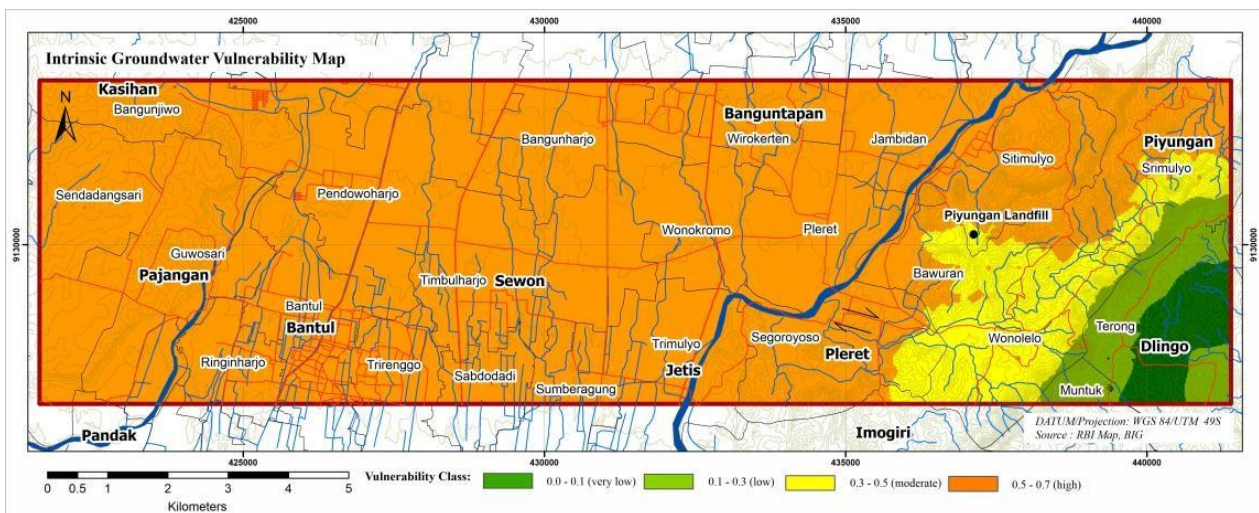 425000 430000 435000 440000
Intrinsic Groundwater Vulnerability Map
Kasihan
Bangunjiwo
N
Banguntapan
Bangunharjo
Wirokerten
Jambidan
Piyungan
Sitimulyo
Srimulyo
Sendadangsari
Pendowoharjo
Piyungan Landfill
Wonokromo
Pleret
9130000
9130000
Guwosari
Pajangan
Timbulharjo
Sewon
Bawuran
Bantul
Bantul
Terong
Wonolelo
Dlingo
Ringinharjo
Trirenggo
Trimulyo
Segoroyoso
Pleret
Sabdodadi
Jetis
Sumberagung
Muntuk
Pandak
Imogiri
DATUM/Projection: WGS 84/UTM 49S
Source : RBI Map, BIG
425000 430000 435000 440000
0 0.5 1 2 3 4 5
Kilometers
Vulnerability Class: 0.0 - 0.1 (very low) 0.1 - 0.3 (low) 0.3 - 0.5 (moderate) 0.5 - 0.7 (high)